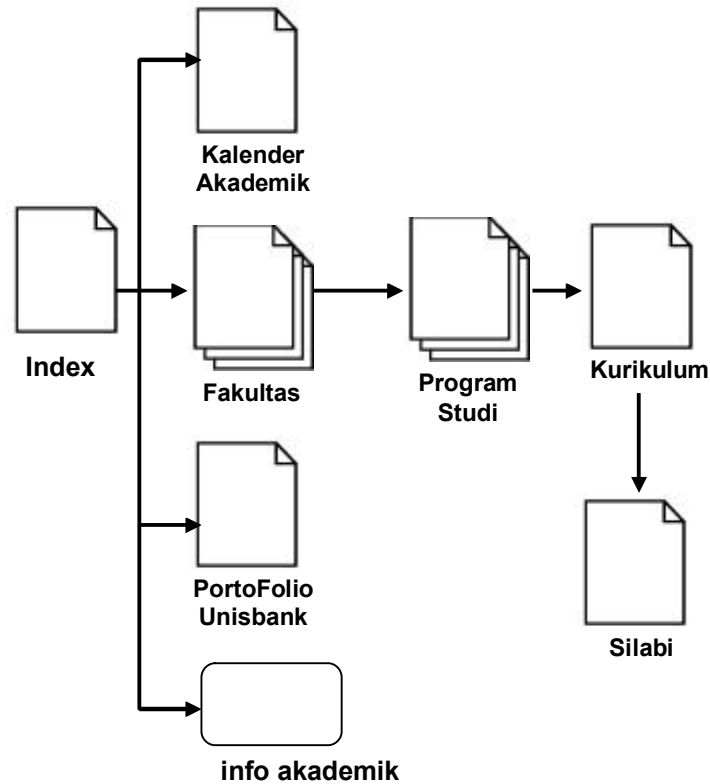 Kalender
Akademik
Index
Fakultas
Program
Studi
Kurikulum
PortoFolio
Unisbank
Silabi
info akademik